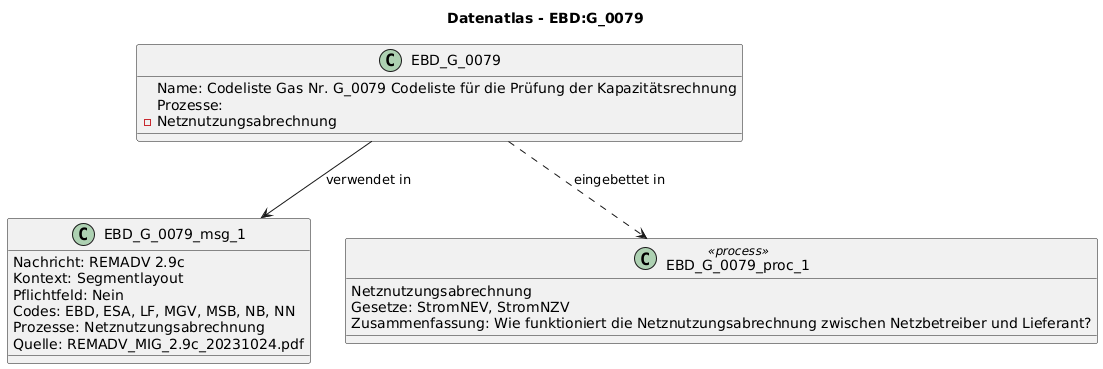 Datenatlas - EBD:G_0079
C EBD_G_0079
Name: Codeliste Gas Nr. G_0079 Codeliste für die Prüfung der Kapazitätsrechnung
Prozesse:
Netznutzungsabrechnung
verwendet in
eingebettet in
C EBD_G_0079_msg_1
Nachricht: REMADV 2.9c
Kontext: Segmentlayout
Pflichtfeld: Nein
Codes: EBD, ESA, LF, MGV, MSB, NB, NN
Prozesse: Netznutzungsabrechnung
Quelle: REMADV_MIG_2.9c_20231024.pdf
C «process»
EBD_G_0079_proc_1
Netznutzungsabrechnung
Gesetze: StromNEV, StromNZV
Zusammenfassung: Wie funktioniert die Netznutzungsabrechnung zwischen Netzbetreiber und Lieferant?